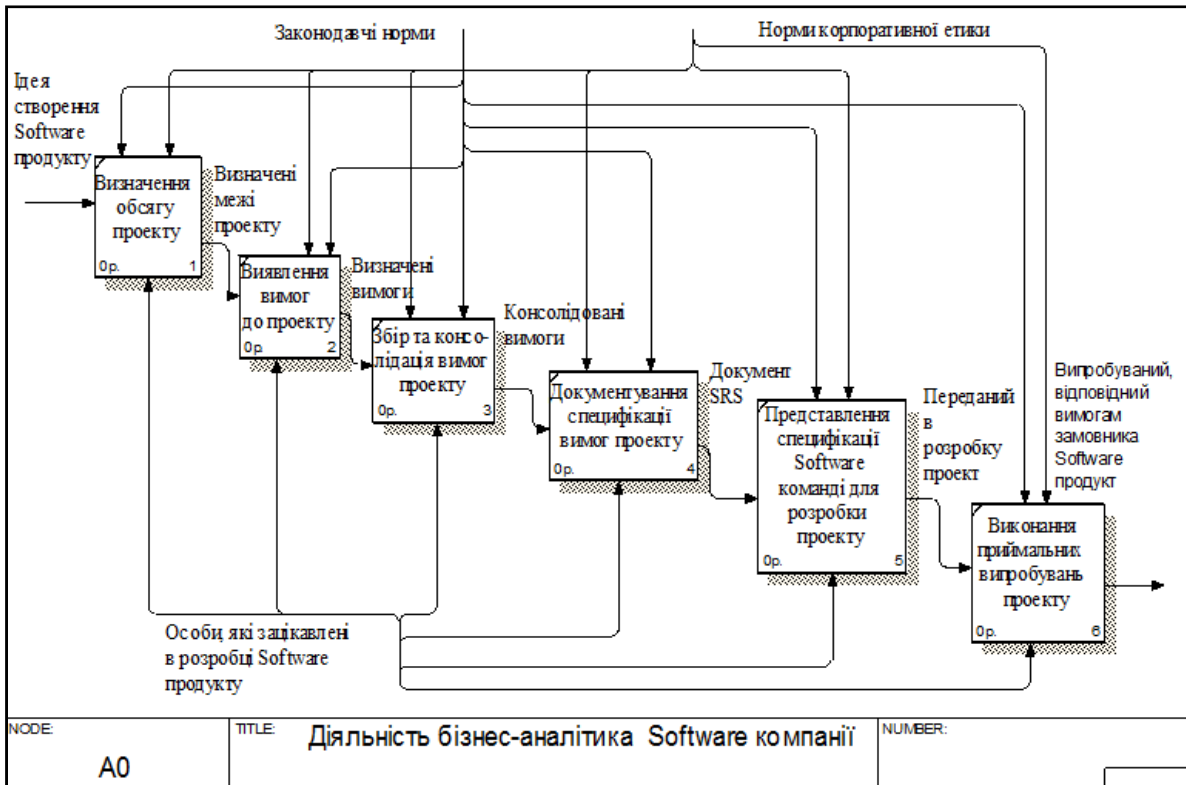 Законодавчі норми
Норми корпоративної етики
Ідея
створення
Software
продукту
Визначення
обсягу
проекту
0р.
1
Визначені
межі
проекту
Виявлення
вимог
до проекту
0р.
2
Визначені
вимоги
Збір та консо-
лідація вимог
проекту
0р.
3
Консолідовані
вимоги
Документування
специфікації
вимог проекту
0р.
4
Документ
SRS
Представлення
специфікації
Software
команді для
розробки
проекту
0р.
5
Переданий
в
розробку
проект
Виконання
приймальних
випробувань
проекту
0р.
6
Випробуваний,
відповідний
вимогам
замовника
Software
продукт
Особи, які зацікавлені
в розробці Software
продукту
NODE:
A0
TITLE:
Діяльність бізнес-аналітика Software компанії
NUMBER: